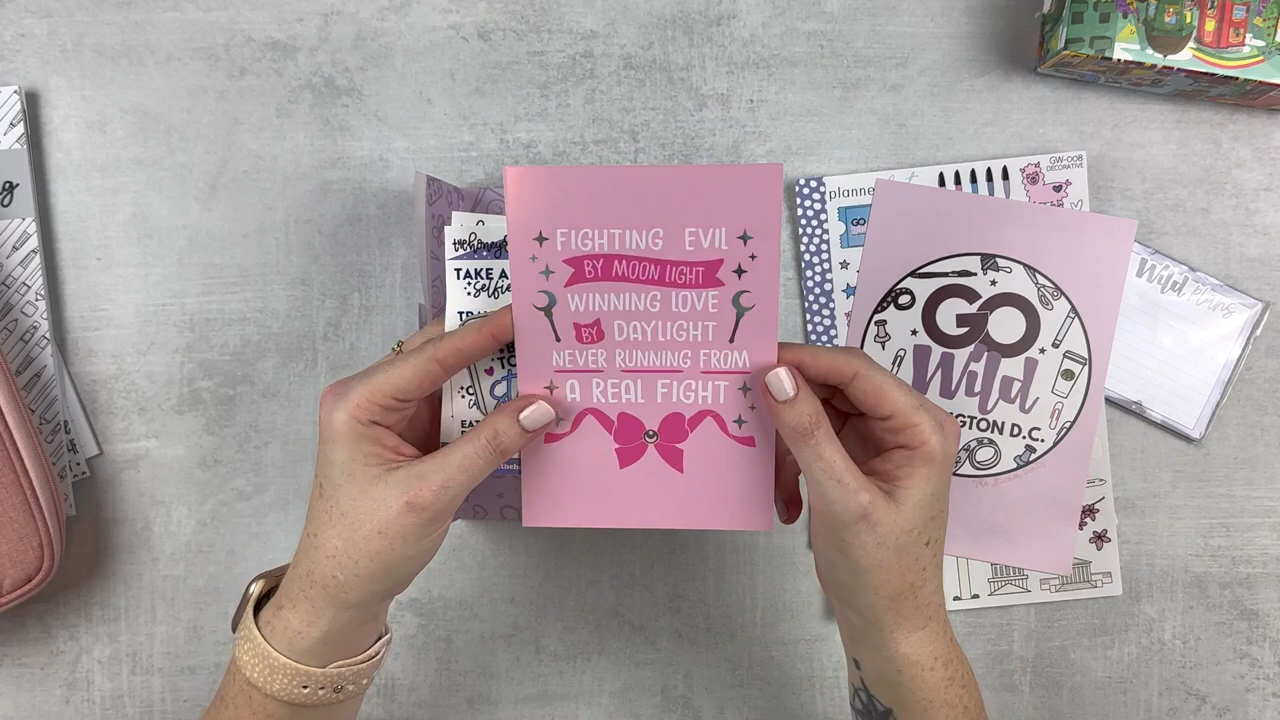 FIGHTING EVIL
BY MOON LIGHT
WINNING LOVE
BY DAYLIGHT
NEVER RUNNING FROM
A REAL FIGHT
TAKE A
Selfie
GW-008
DECORATIVE
GO
Wild
GTON D.C.
Wild Plans